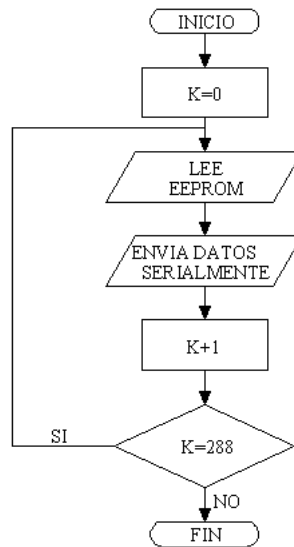 INICIO
K=0
LEE
EEPROM
ENVIA DATOS
SERIALMENTE
K+1
K=288
SI
NO
FIN